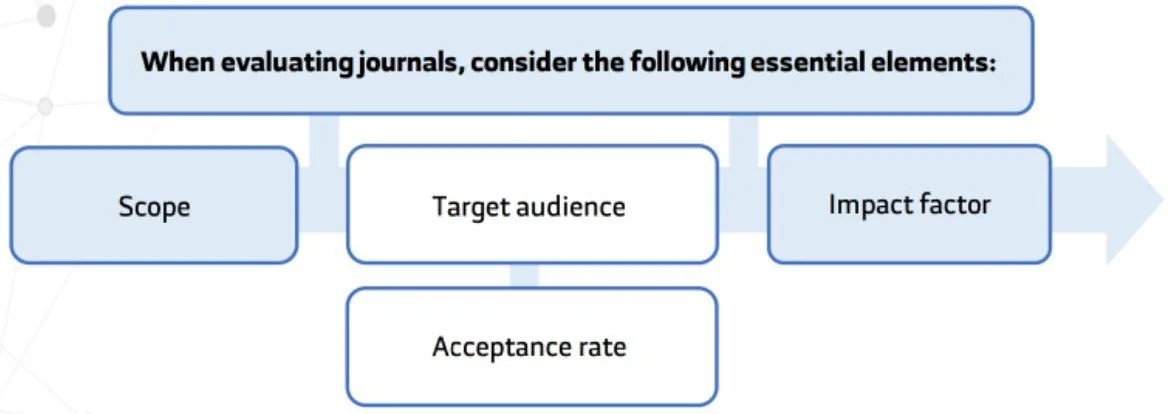 When evaluating journals, consider the following essential elements:
Scope
Target audience
Impact factor
Acceptance rate